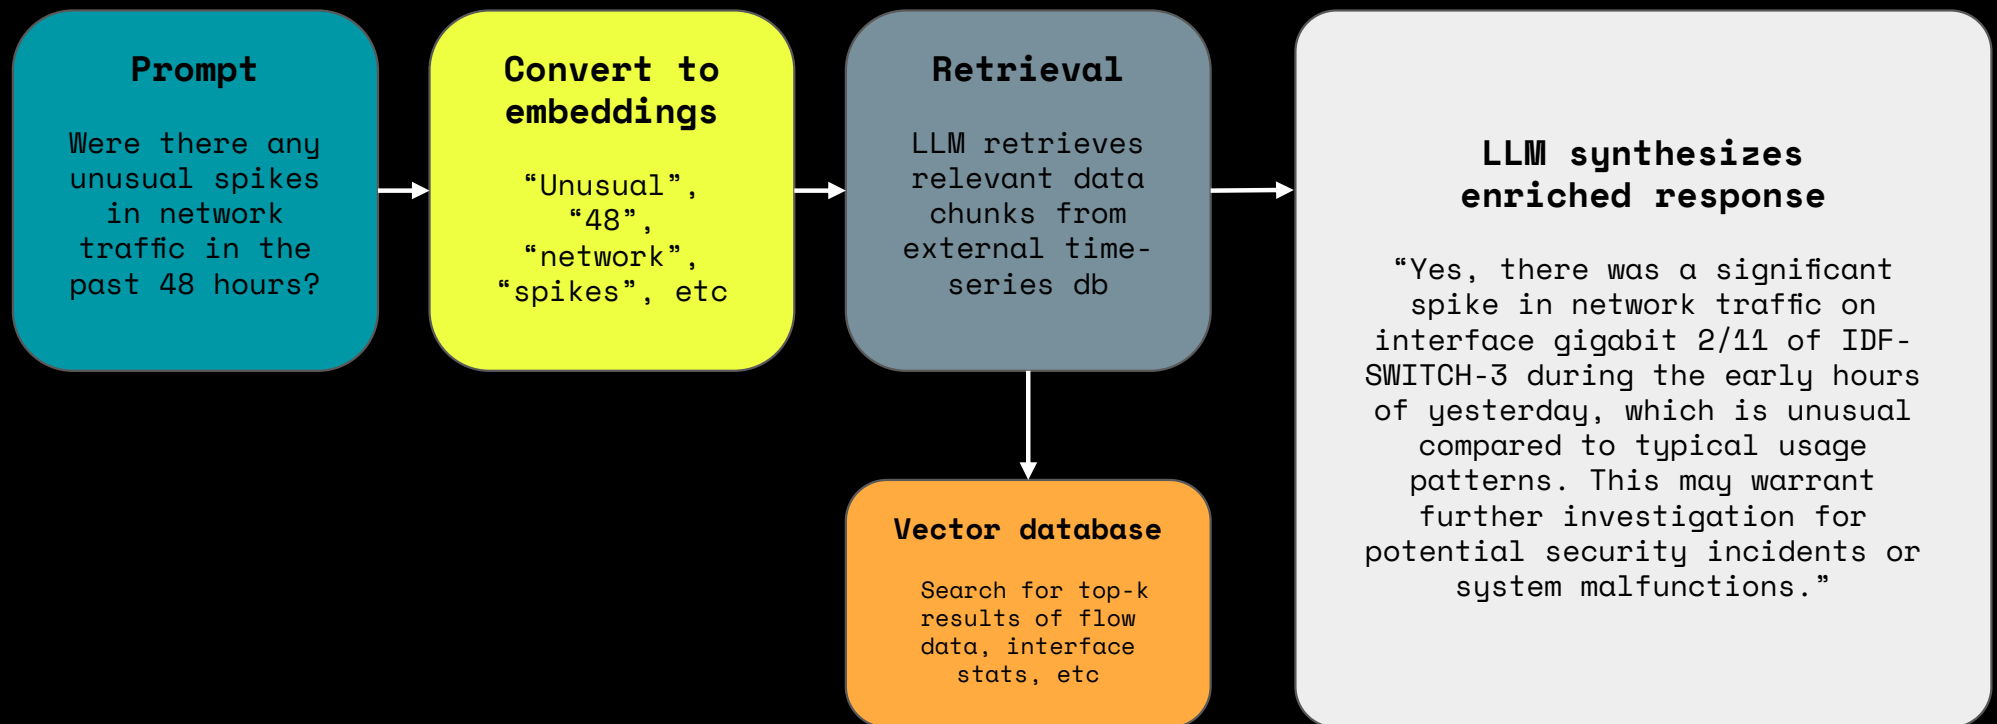 Prompt
Were there any
unusual spikes
in network
traffic in the
past 48 hours?
Convert to
embeddings
“Unusual”,
“48”,
“network”,
“spikes”, etc
Retrieval
LLM retrieves
relevant data
chunks from
external time-
series db
Vector database
Search for top-k
results of flow
data, interface
stats, etc
LLM synthesizes
enriched response
“Yes, there was a significant
spike in network traffic on
interface gigabit 2/11 of IDF-
SWITCH-3 during the early hours
of yesterday, which is unusual
compared to typical usage
patterns. This may warrant
further investigation for
potential security incidents or
system malfunctions.”